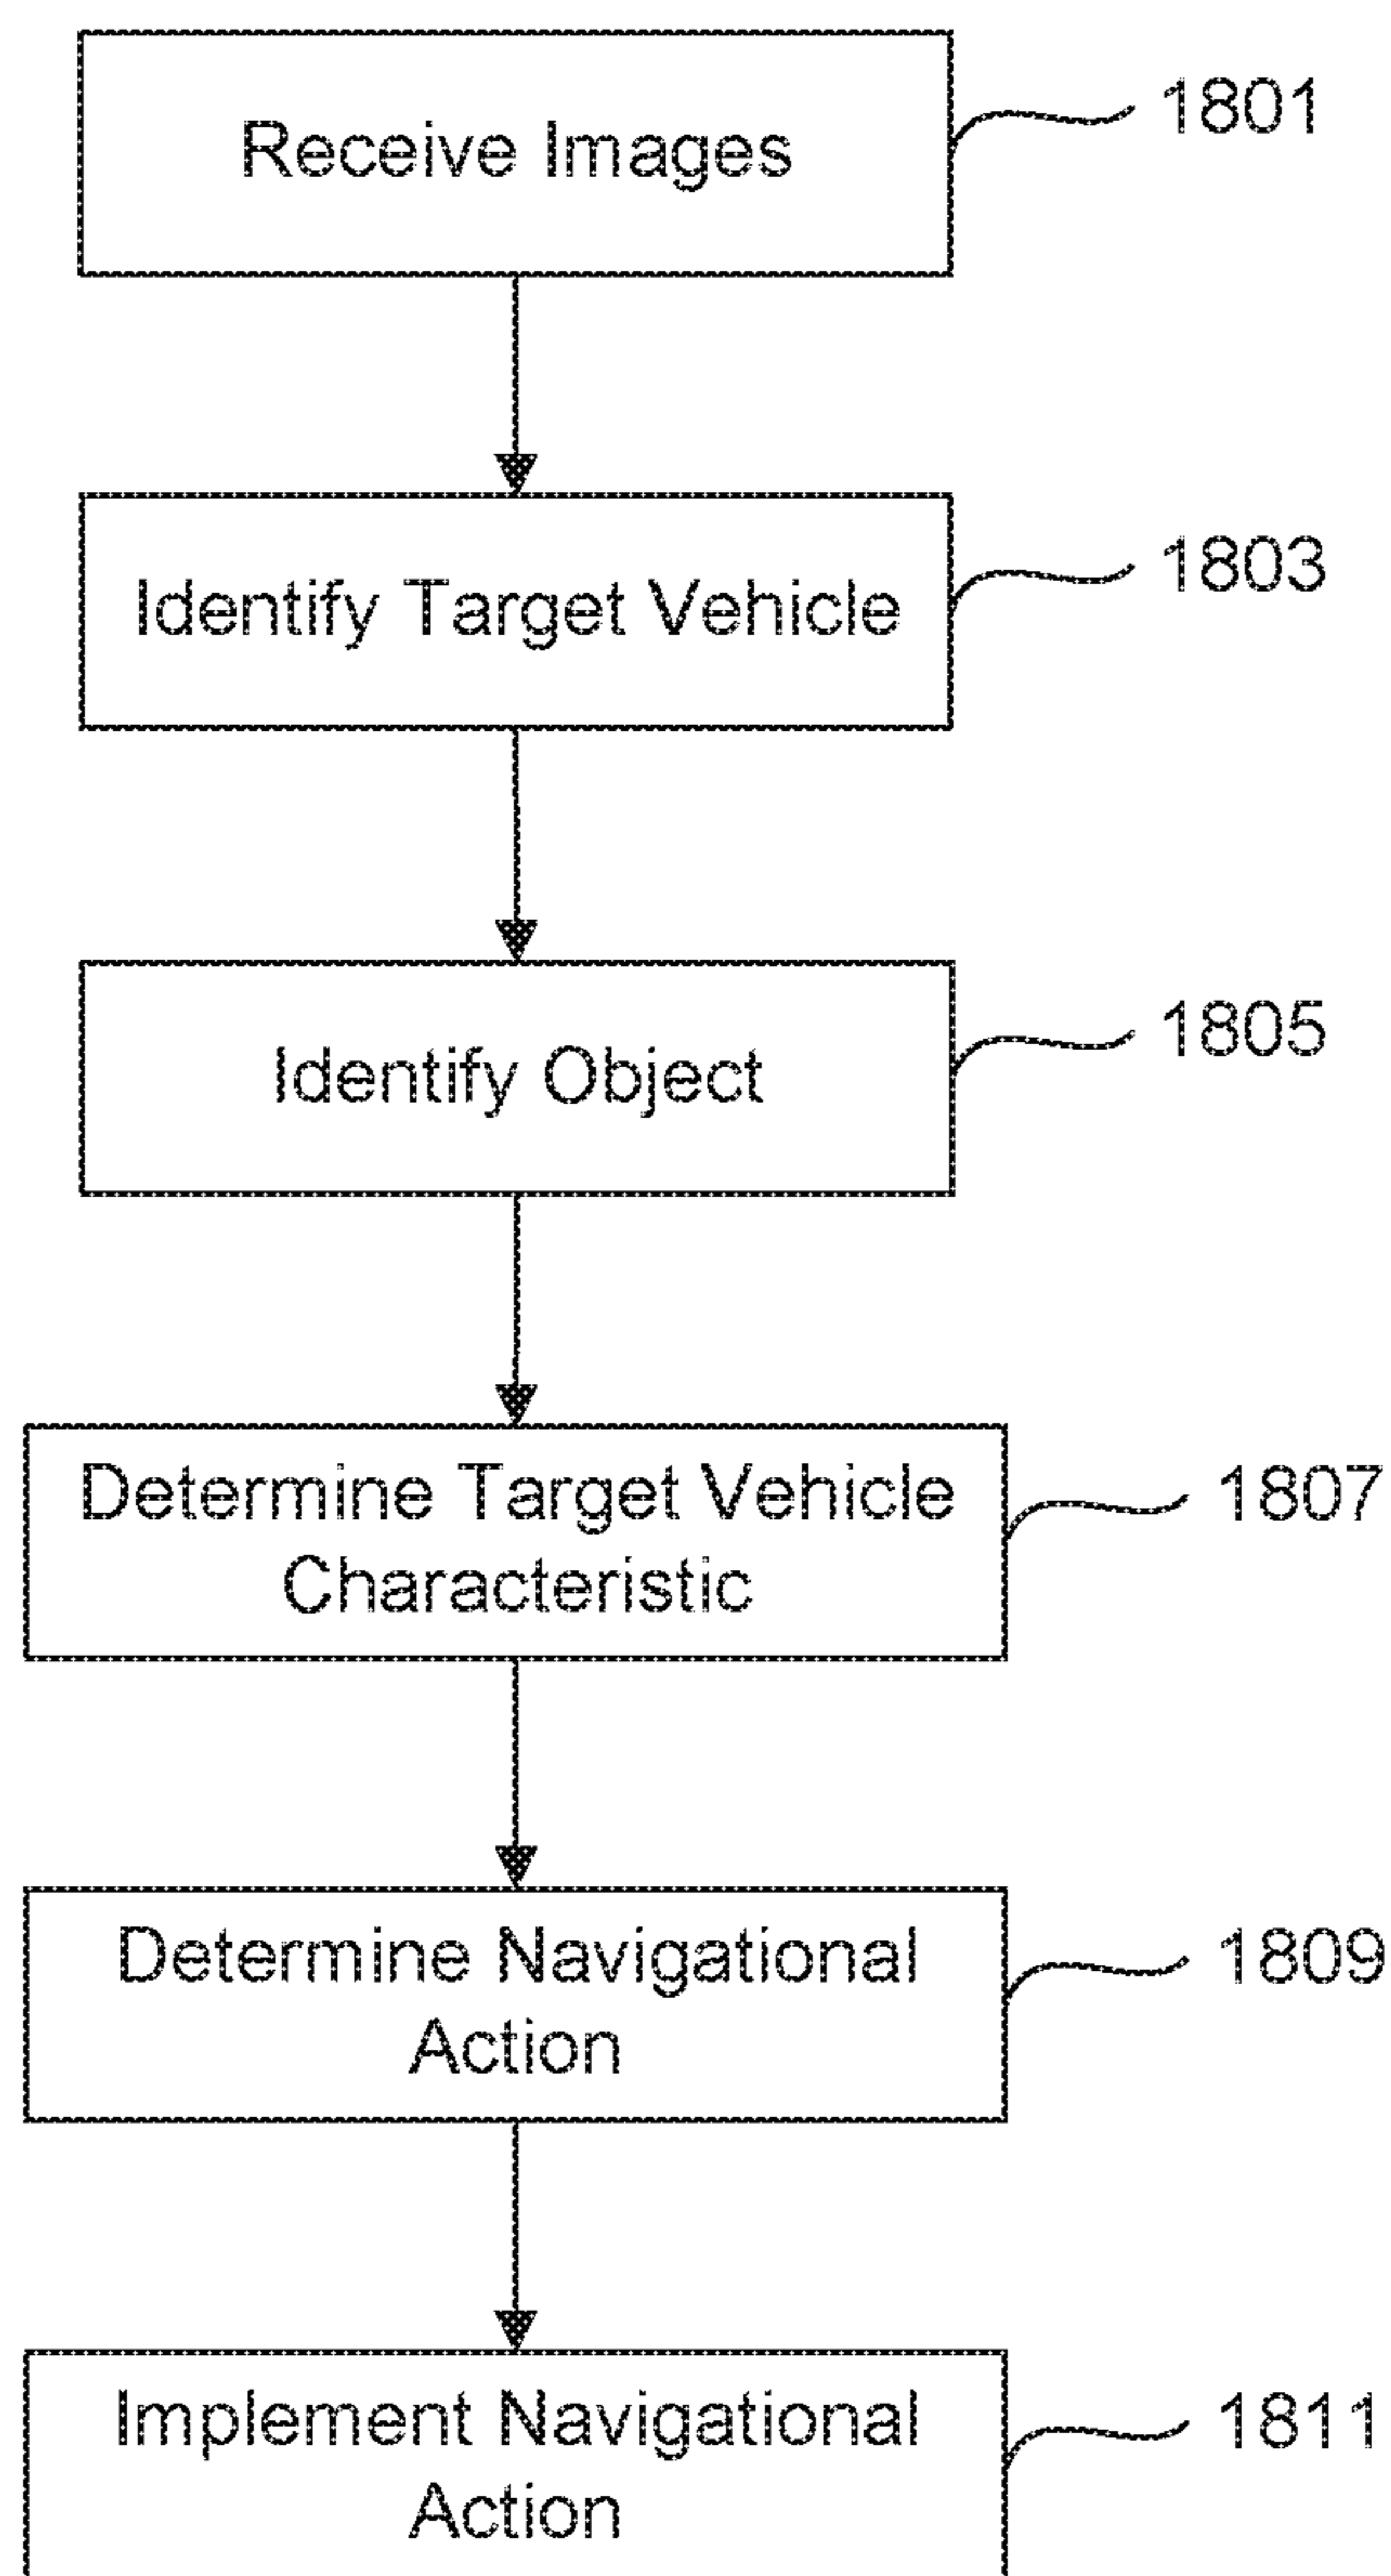 Receive Images
1801
Identify Target Vehicle
1803
Identify Object
1805
Determine Target Vehicle
Characteristic
1807
Determine Navigational
Action
1809
Implement Navigational
Action
1811